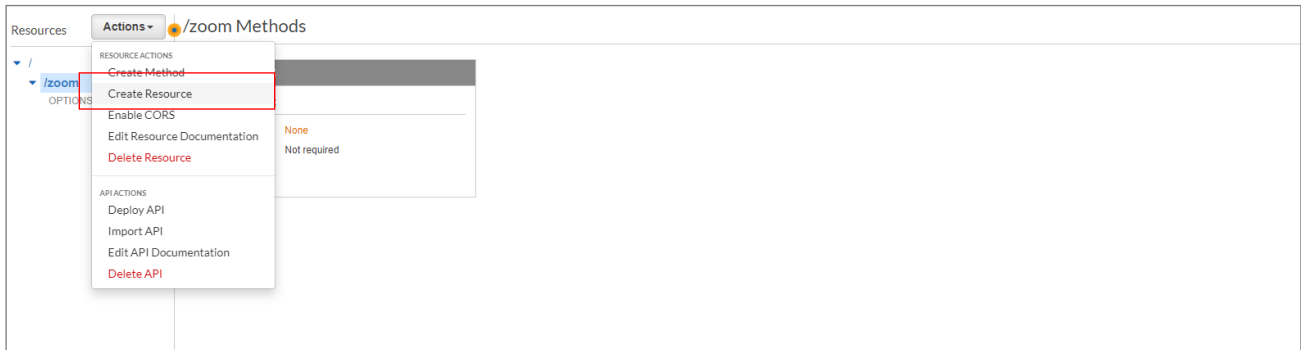 Resources
Actions
/zoom Methods
/
/zoom
OPTIONS
RESOURCE ACTIONS
Create Method
Create Resource
Enable CORS
Edit Resource Documentation
Delete Resource
API ACTIONS
Deploy API
Import API
Edit API Documentation
Delete API
None
Not required